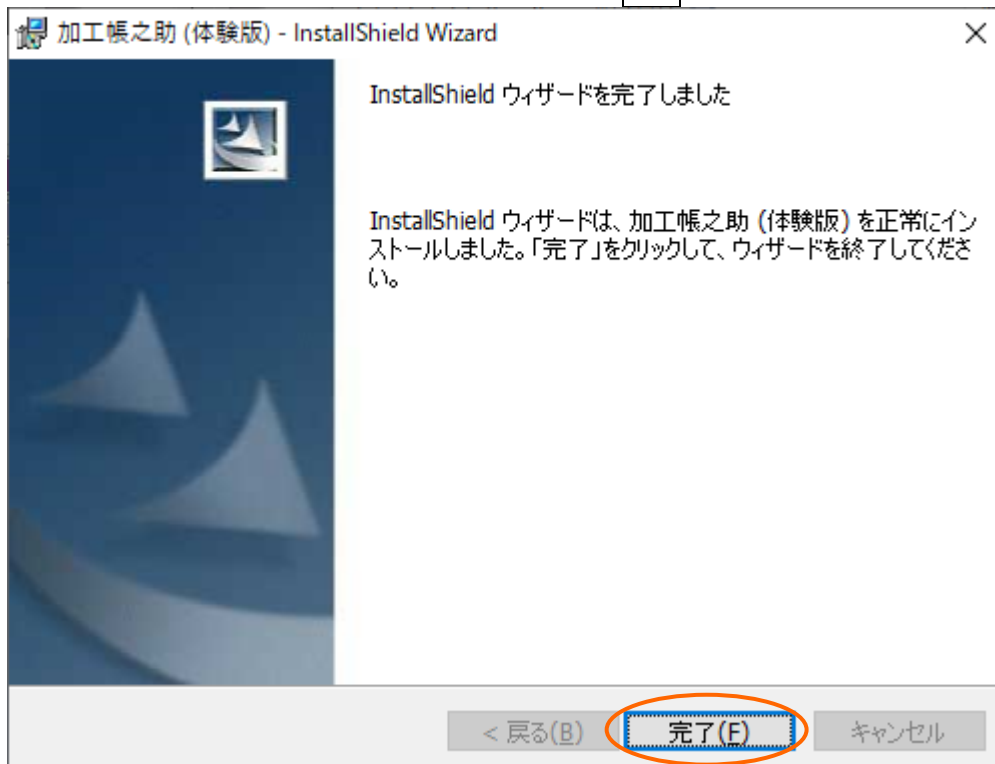 加工帳之助 (体験版) - InstallShield Wizard
InstallShield ウィザードを完了しました
InstallShield ウィザードは、加工帳之助 (体験版) を正常にイン
ストールしました。「完了」をクリックして、ウィザードを終了してくださ
い。
< 戻る(B)
完了(F)
キャンセル